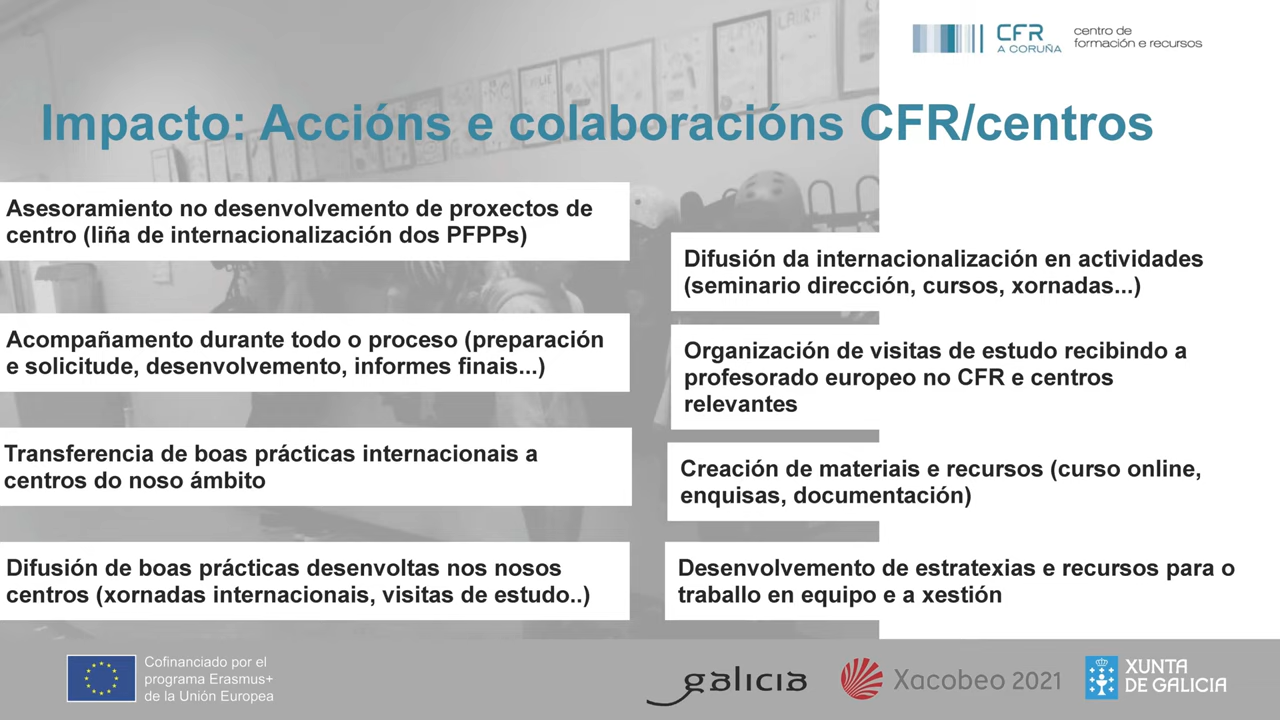 CFR
A CORUÑA
centro de
formación e recursos
Impacto: Accións e colaboracións CFR/centros
Asesoramiento no desenvolvemento de proxectos de
centro (liña de internacionalización dos PFPPs)
Acompañamento durante todo o proceso (preparación
e solicitude, desenvolvemento, informes finais...)
Transferencia de boas prácticas internacionais a
centros do noso ámbito
Difusión de boas prácticas desenvoltas nos nosos
centros (xornadas internacionais, visitas de estudo..)
Difusión da internacionalización en actividades
(seminario dirección, cursos, xornadas...)
Organización de visitas de estudo recibindo a
profesorado europeo no CFR e centros
relevantes
Creación de materiais e recursos (curso online,
enquisas, documentación)
Desenvolvemento de estratexias e recursos para o
traballo en equipo e a xestión
Cofinanciado por el
programa Erasmus+
de la Unión Europea
galicia
Xacobeo 2021
XUNTA
DE GALICIA